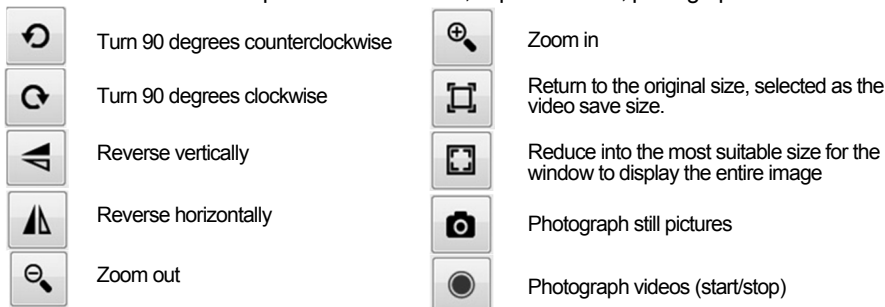 Turn 90 degrees counterclockwise
Turn 90 degrees clockwise
Reverse vertically
Reverse horizontally
Zoom out
Zoom in
Return to the original size, selected as the
video save size.
Reduce into the most suitable size for the
window to display the entire image
Photograph still pictures
Photograph videos (start/stop)